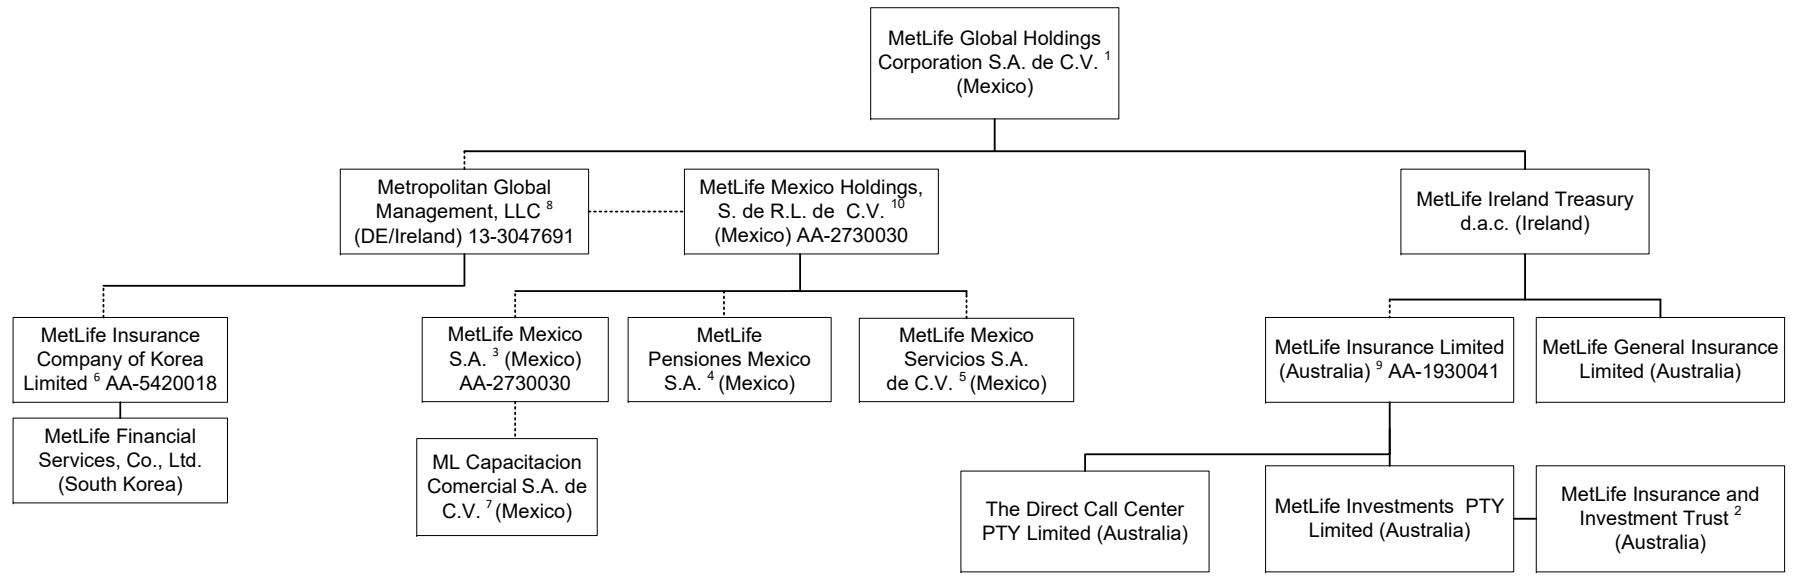 MetLife Global Holdings
Corporation S.A. de C.V. 1
(Mexico)
Metropolitan Global
Management, LLC 8
(DE/Ireland) 13-3047691
MetLife Mexico Holdings,
S. de R.L. de C.V. 10
(Mexico) AA-2730030
MetLife Ireland Treasury
d.a.c. (Ireland)
MetLife Insurance
Company of Korea
Limited 6 AA-5420018
MetLife Mexico
S.A. 3 (Mexico)
AA-2730030
MetLife
Pensiones Mexico
S.A. 4 (Mexico)
MetLife Mexico
Servicios S.A.
de C.V. 5 (Mexico)
MetLife Insurance Limited
(Australia) 9 AA-1930041
MetLife General Insurance
Limited (Australia)
MetLife Financial
Services, Co., Ltd.
(South Korea)
ML Capacitacion
Comercial S.A. de
C.V. 7 (Mexico)
The Direct Call Center
PTY Limited (Australia)
MetLife Investments PTY
Limited (Australia)
MetLife Insurance and
Investment Trust 2
(Australia)